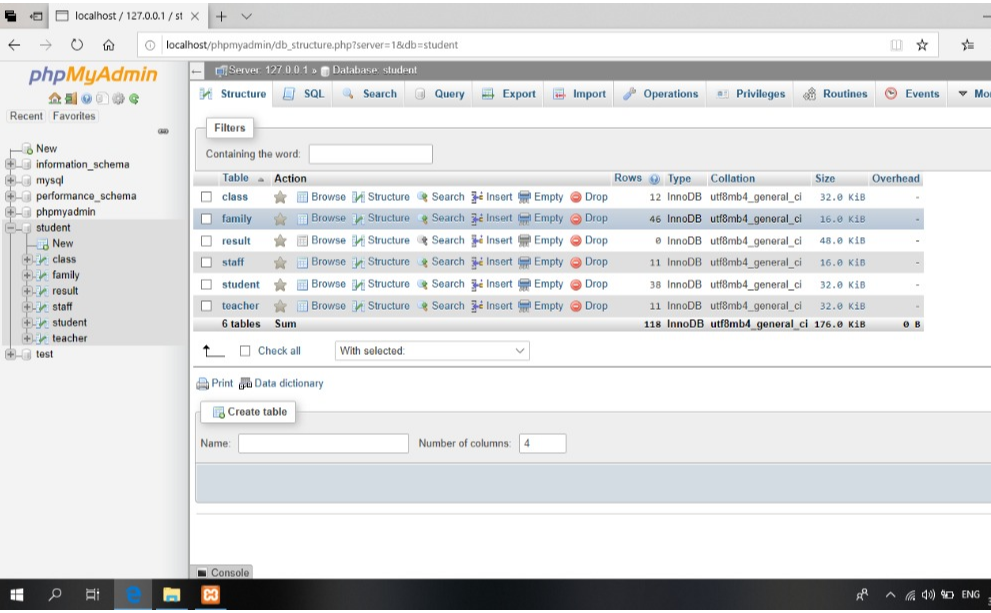 localhost / 127.0.0.1 / st
localhost/phpmyadmin/db_structure.php?server=1&db=student
phpMyAdmin
Recent Favorites
New
information_schema
mysql
performance_schema
phpmyadmin
student
New
class
family
result
staff
student
teacher
test
Server: 127.0.0.1 » Database: student
Structure SQL Search Query Export Import Operations Privileges Routines Events Mo
Filters
Containing the word:
Table Action Rows Type Collation Size Overhead
class Browse Structure Search Insert Empty Drop 12 InnoDB utf8mb4_general_ci 32.0 KiB -
family Browse Structure Search Insert Empty Drop 46 InnoDB utf8mb4_general_ci 16.0 KiB -
result Browse Structure Search Insert Empty Drop 0 InnoDB utf8mb4_general_ci 48.0 KiB -
staff Browse Structure Search Insert Empty Drop 11 InnoDB utf8mb4_general_ci 16.0 KiB -
student Browse Structure Search Insert Empty Drop 38 InnoDB utf8mb4_general_ci 32.0 KiB -
teacher Browse Structure Search Insert Empty Drop 11 InnoDB utf8mb4_general_ci 32.0 KiB -
6 tables Sum 118 InnoDB utf8mb4_general_ci 176.0 KiB 0 B
Check all With selected:
Print Data dictionary
Create table
Name: Number of columns: 4
Console
ENG